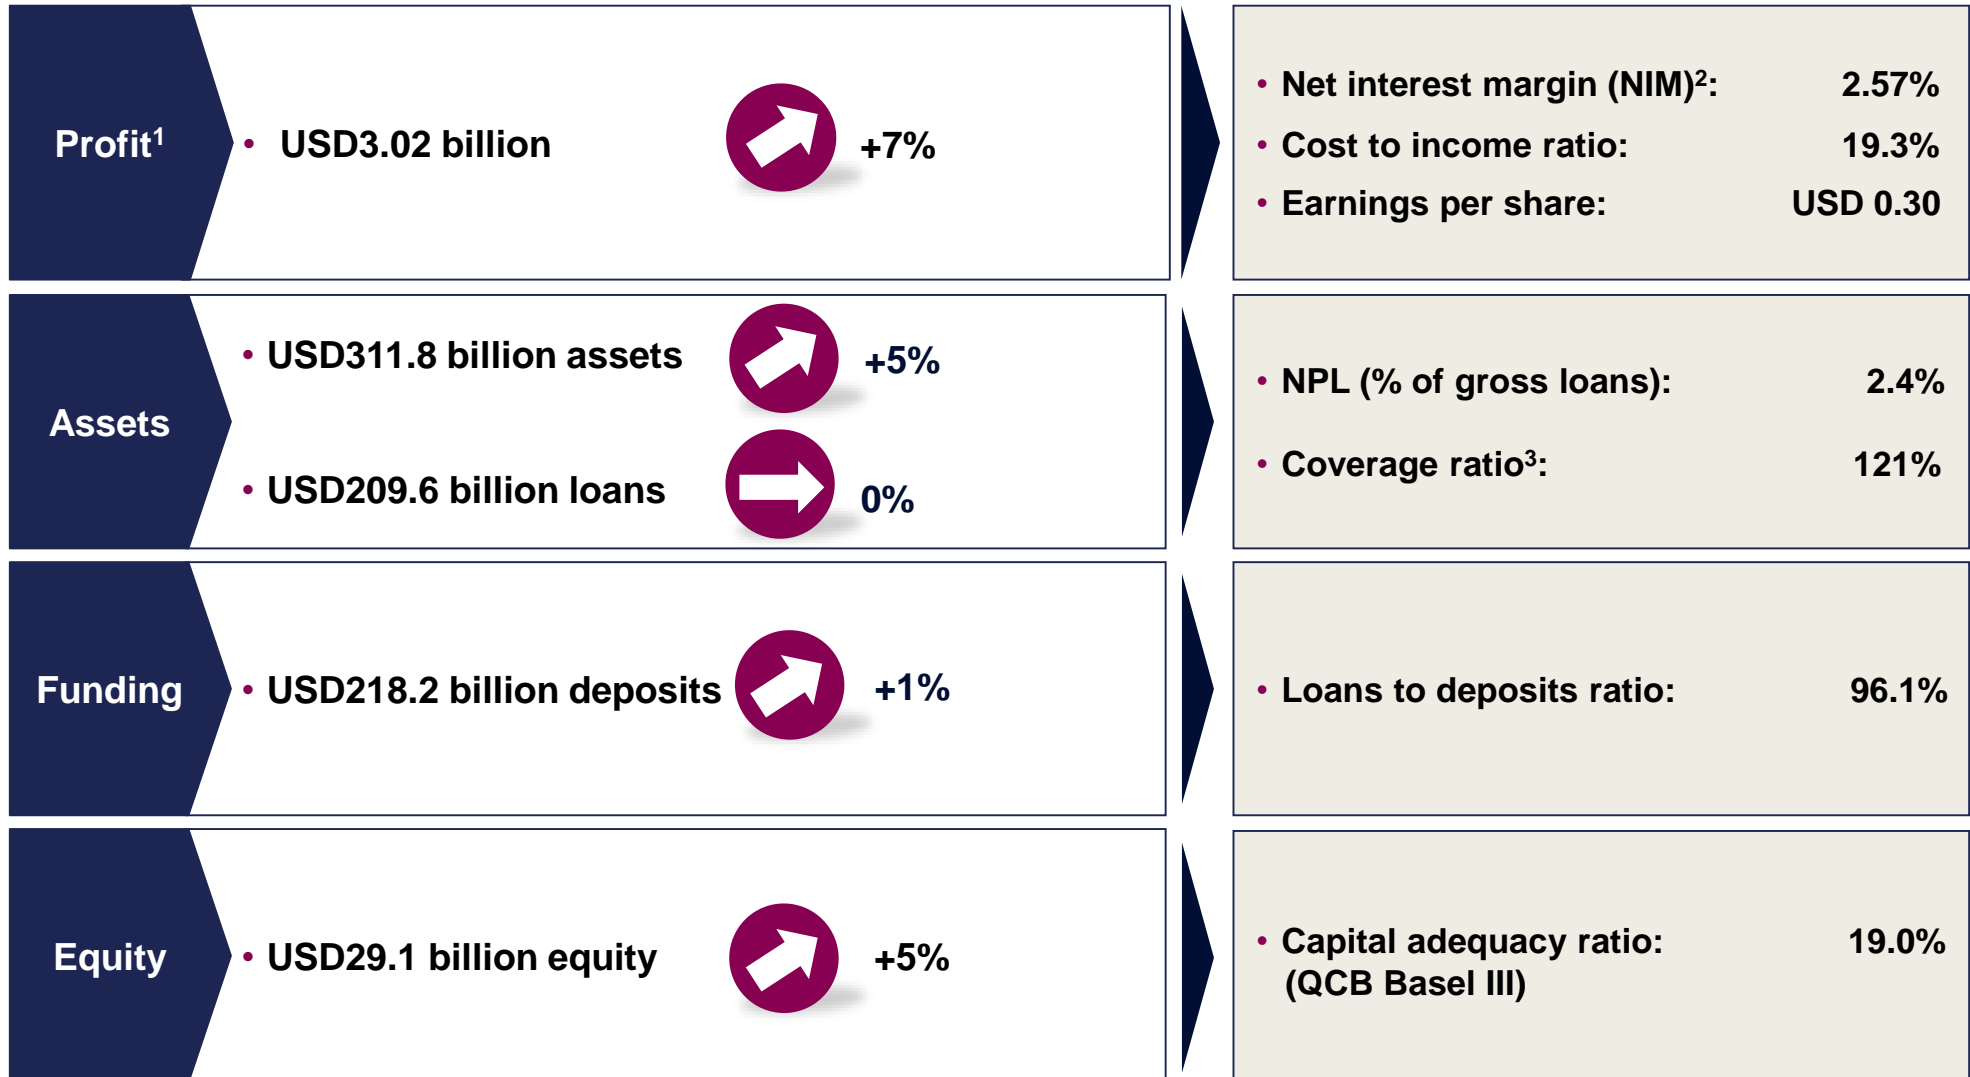 Profit¹
• USD3.02 billion
+7%
• Net interest margin (NIM)²: 2.57%
• Cost to income ratio: 19.3%
• Earnings per share: USD 0.30
Assets
• USD311.8 billion assets
+5%
• USD209.6 billion loans
0%
• NPL (% of gross loans): 2.4%
• Coverage ratio³: 121%
Funding
• USD218.2 billion deposits
+1%
• Loans to deposits ratio: 96.1%
Equity
• USD29.1 billion equity
+5%
• Capital adequacy ratio: 19.0%
(QCB Basel III)